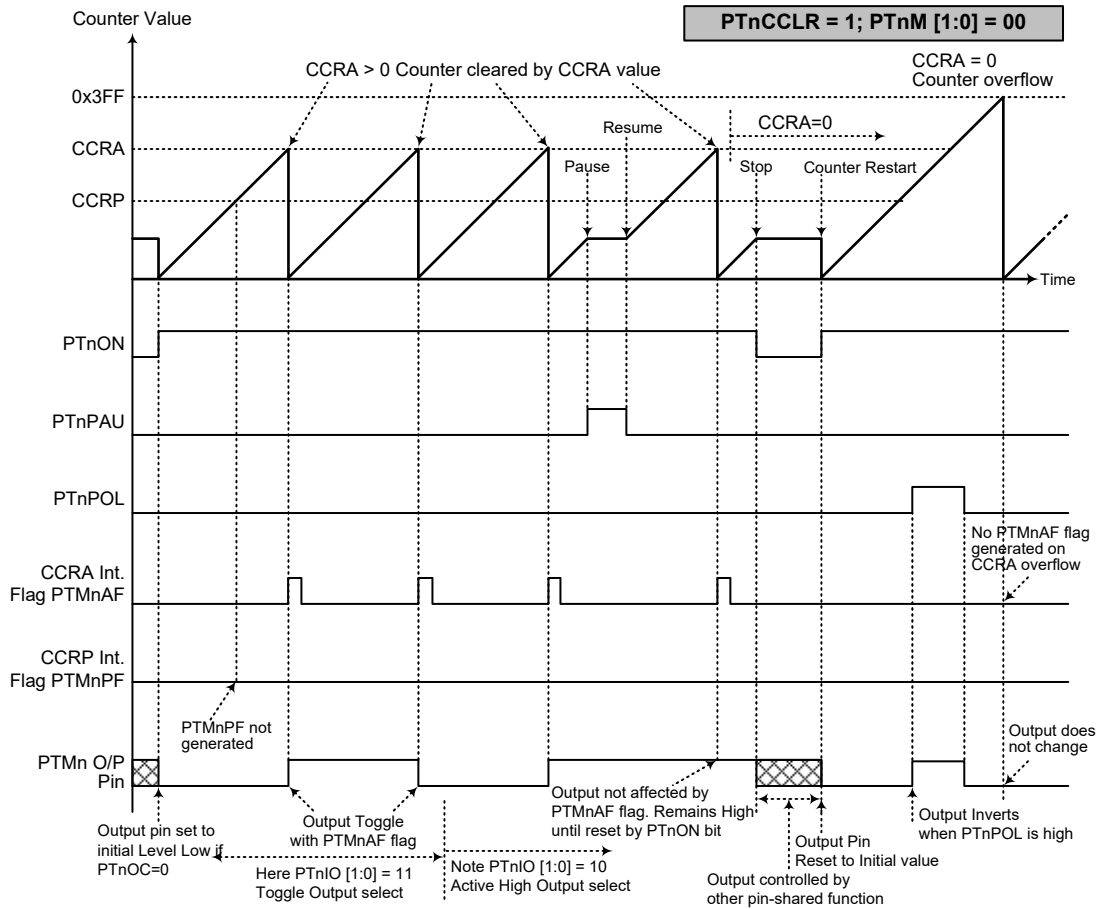 Counter Value
PTnCCLR = 1; PTnM [1:0] = 00
CCRA > 0 Counter cleared by CCRA value
CCRA = 0
Counter overflow
0x3FF
CCRA
CCRP
Resume
CCRA=0
Pause
Stop
Counter Restart
Time
PTnON
PTnPAU
PTnPOL
No PTMnAF flag
generated on
CCRA overflow
CCRA Int.
Flag PTMnAF
CCRP Int.
Flag PTMnPF
PTMnPF not
generated
PTMn O/P
Pin
Output does
not change
Output pin set to
initial Level Low if
PTnOC=0
Output Toggle
with PTMnAF flag
Output not affected by
PTMnAF flag. Remains High
until reset by PTnON bit
Output Inverts
when PTnPOL is high
Output Pin
Reset to Initial value
Here PTnIO [1:0] = 11
Toggle Output select
Note PTnIO [1:0] = 10
Active High Output select
Output controlled by
other pin-shared function